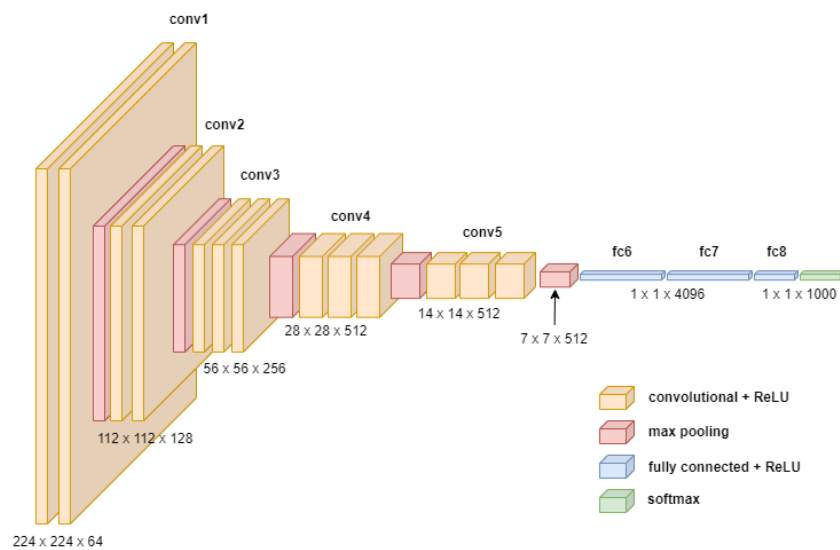 conv1
conv2
conv3
conv4
conv5
fc6
fc7
fc8
1 x 1 x 4096
1 x 1 x 1000
14 x 14 x 512
28 x 28 x 512
7 x 7 x 512
56 x 56 x 256
112 x 112 x 128
224 x 224 x 64
convolutional + ReLU
max pooling
fully connected + ReLU
softmax